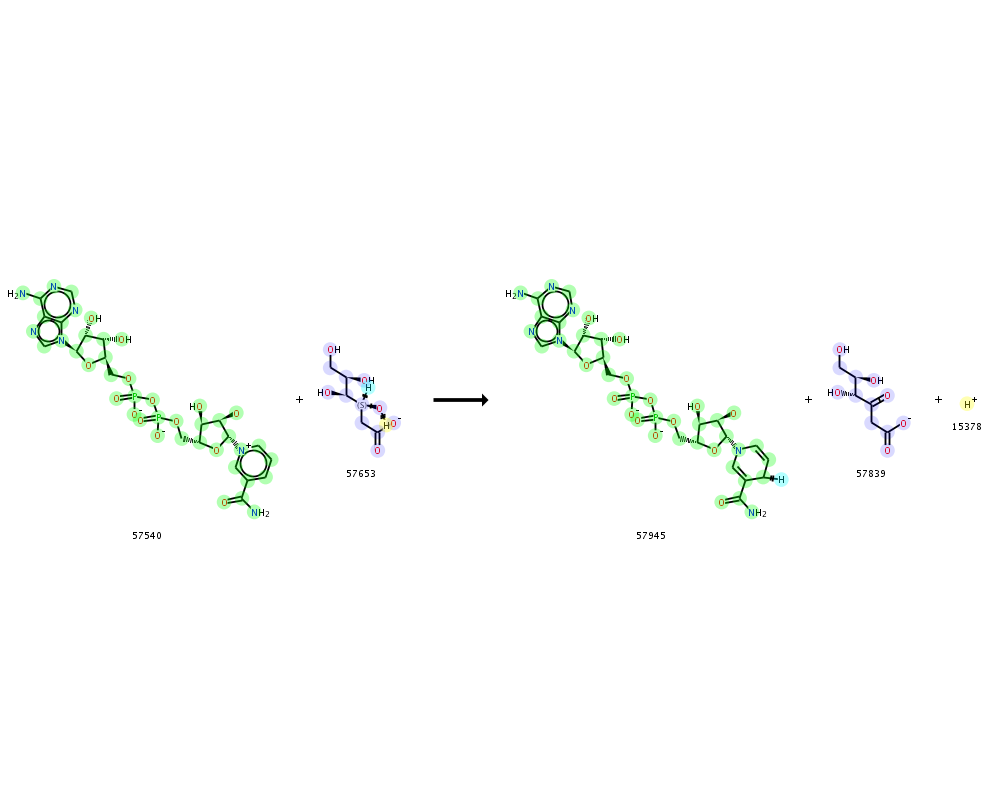 H2N N N N N OH OH O O O P O- O O P O- O HO O O N+ O NH2
57540
+
OH HO OH H S O H O- O
57653
H2N N N N N OH OH O O O P O- O O P O- O HO O O N H O NH2
57945
+
OH HO OH O O- O
57839
+
H+
15378